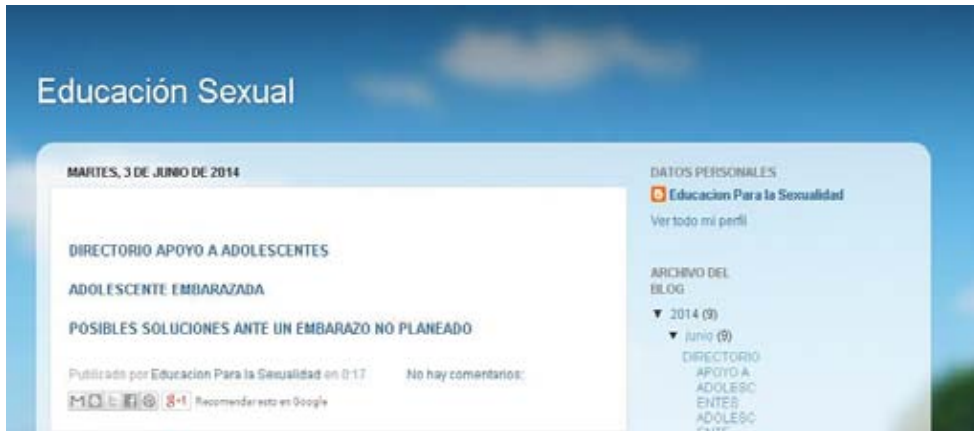 Educación Sexual
MARTES, 3 DE JUNIO DE 2014
DIRECTORIO APOYO A ADOLESCENTES
ADOLESCENTE EMBARAZADA
POSIBLES SOLUCIONES ANTE UN EMBARAZO NO PLANEADO
Publicado por Educacion Para la Sexualidad en 0:17 No hay comentarios:
g+1 Recomendar esto en Google
DATOS PERSONALES
Educacion Para la Sexualidad
Ver todo mi perfil
ARCHIVO DEL
BLOG
▼ 2014 (9)
▼ junio (9)
DIRECTORIO
APOYO A
ADOLESC
ENTES
ADOLESC